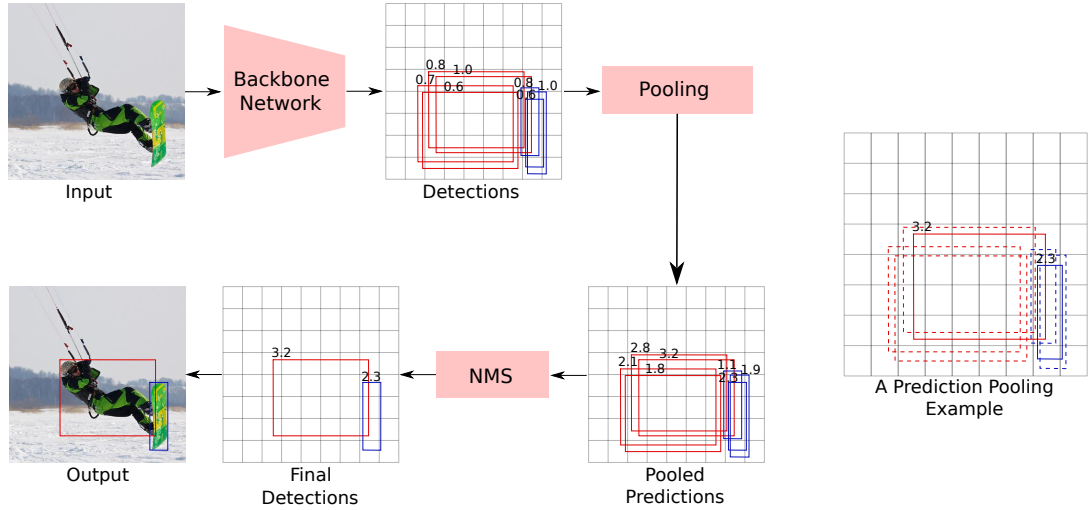 Backbone
Network
0.8
1.0
0.7
0.6
0.8
1.0
0.6
Pooling
Input
Detections
3.2
2.3
A Prediction Pooling
Example
3.2
2.3
NMS
2.8
3.2
2.1
1.8
1.1
1.9
2.3
Output
Final
Detections
Pooled
Predictions